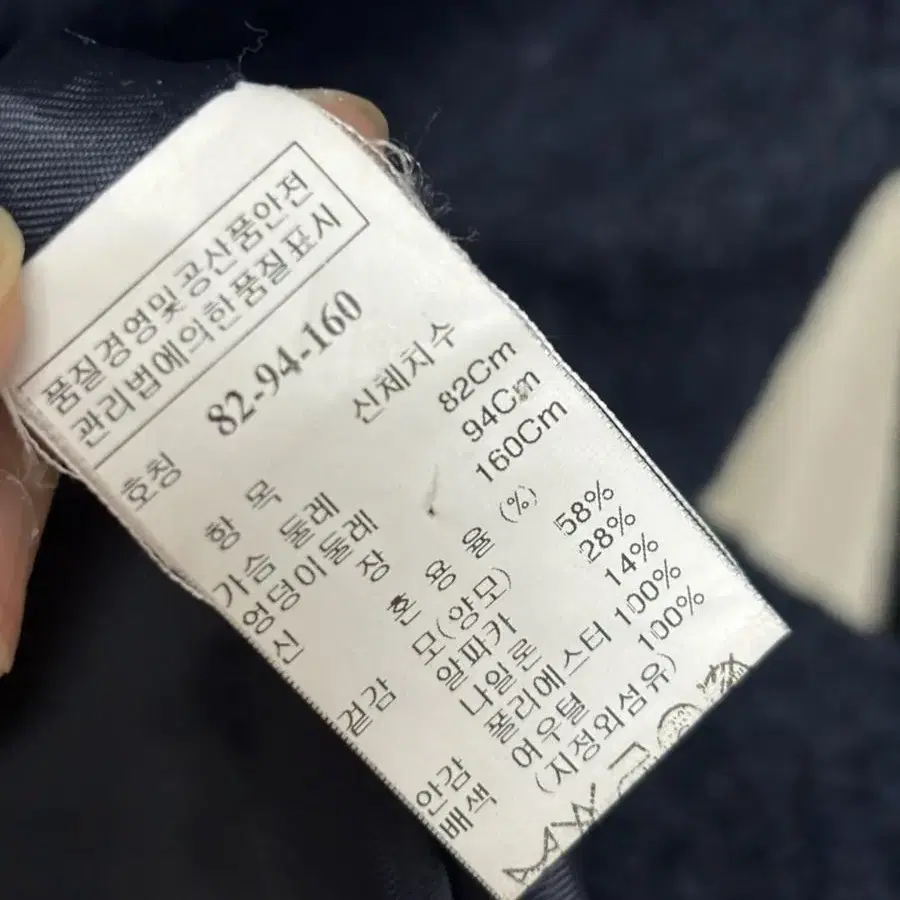 품질경영및공산품안전
관리법에의한품질표시
호칭 82-94-160
항 목 신체치수
가슴둘레 82Cm
엉덩이둘레 94Cm
신 장 160Cm
혼 용 율 (%)
겉감 모(양모) 58%
알파카 28%
나일론 14%
안감 폴리에스터 100%
배색 여우털 100%
(지정외섬유)